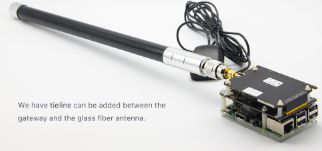 We have tieline can be added between the
gateway and the glass fiber antenna.